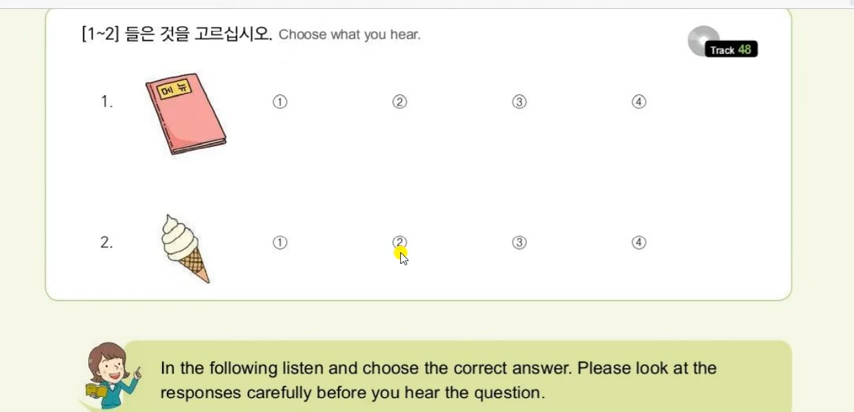 [1~2] 들은 것을 고르십시오. Choose what you hear.
Track 48
1. 메뉴 ① ② ③ ④
2. ① ② ③ ④
In the following listen and choose the correct answer. Please look at the
responses carefully before you hear the question.